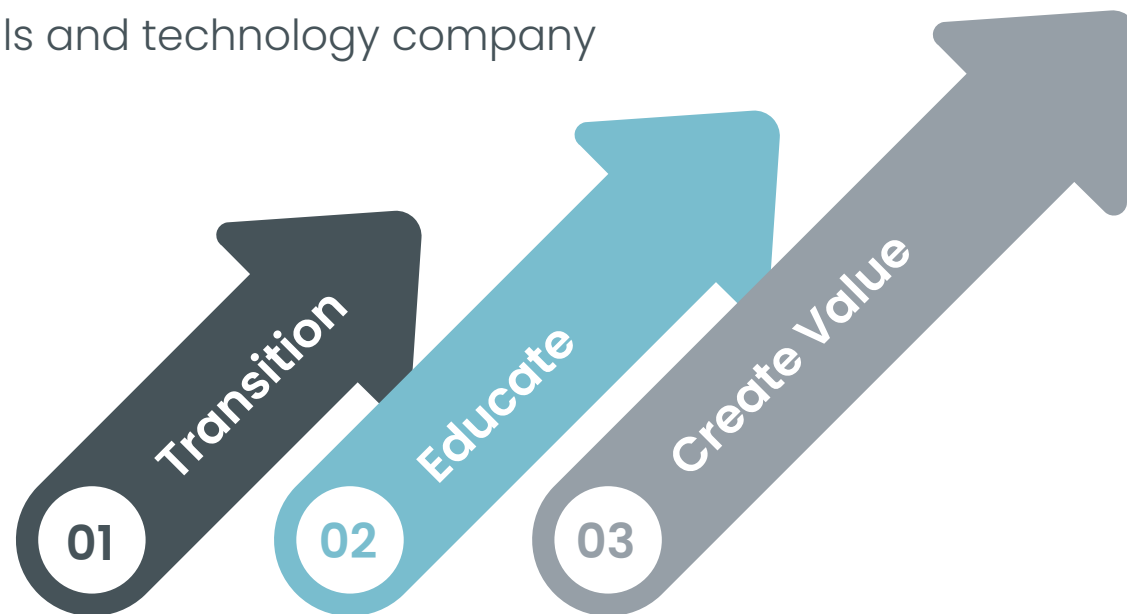 ls and technology company
Transition
Educate
Create Value
01
02
03